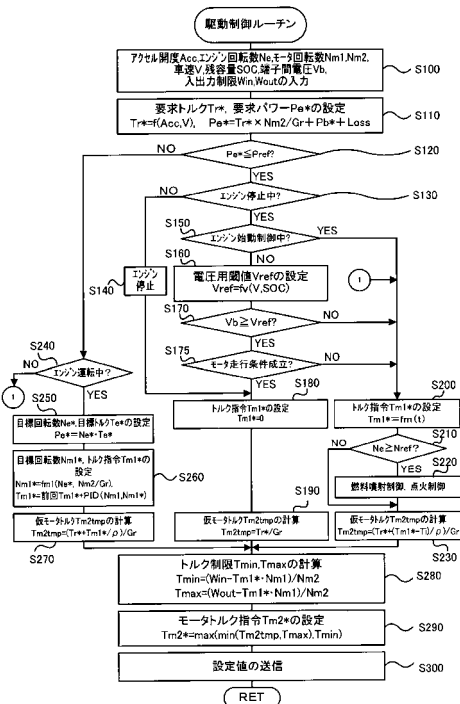 駆動制御ルーチン
アクセル開度Acc,エンジン回転数Ne,モータ回転数Nm1,Nm2,
車速V,残容量SOC,端子間電圧Vb,
入出力制限Win,Woutの入力
S100
要求トルクTr*,要求パワーPe*の設定
Tr*=f(Acc,V), Pe*=Tr*×Nm2/Gr+Pb*+Loss
S110
NO
Pe*≦Pref?
S120
YES
NO
エンジン停止中?
S130
YES
S150
エンジン始動制御中?
YES
S160
NO
エンジン
停止
S140
電圧用閾値Vrefの設定
Vref=fv(V,SOC)
1
S170
Vb≧Vref?
NO
YES
S175
モータ走行条件成立?
NO
YES
S240
NO
エンジン運転中?
1
YES
S180
トルク指令Tm1*の設定
Tm1*=0
S200
トルク指令Tm1*の設定
Tm1*=fm(t)
S210
NO
Ne≧Nref?
YES
S220
燃料噴射制御、点火制御
S250
目標回転数Ne*,目標トルクTe*の設定
Pe*=Ne*・Te*
目標回転数Nm1*、トルク指令Tm1*の
設定
Nm1*=fm1(Ne*, Nm2/Gr),
Tm1*=前回Tm1*+PID(Nm1,Nm1*)
S260
仮モータトルクTm2tmpの計算
Tm2tmp=(Tr*+Tm1*/ρ)/Gr
S270
S190
仮モータトルクTm2tmpの計算
Tm2tmp=Tr*/Gr
仮モータトルクTm2tmpの計算
Tm2tmp=(Tr*+(Tm1*-Ti)/ρ)/Gr
S230
トルク制限Tmin,Tmaxの計算
Tmin=(Win-Tm1*・Nm1)/Nm2
Tmax=(Wout-Tm1*・Nm1)/Nm2
S280
モータトルク指令Tm2*の設定
Tm2*=max(min(Tm2tmp,Tmax),Tmin)
S290
設定値の送信
S300
RET